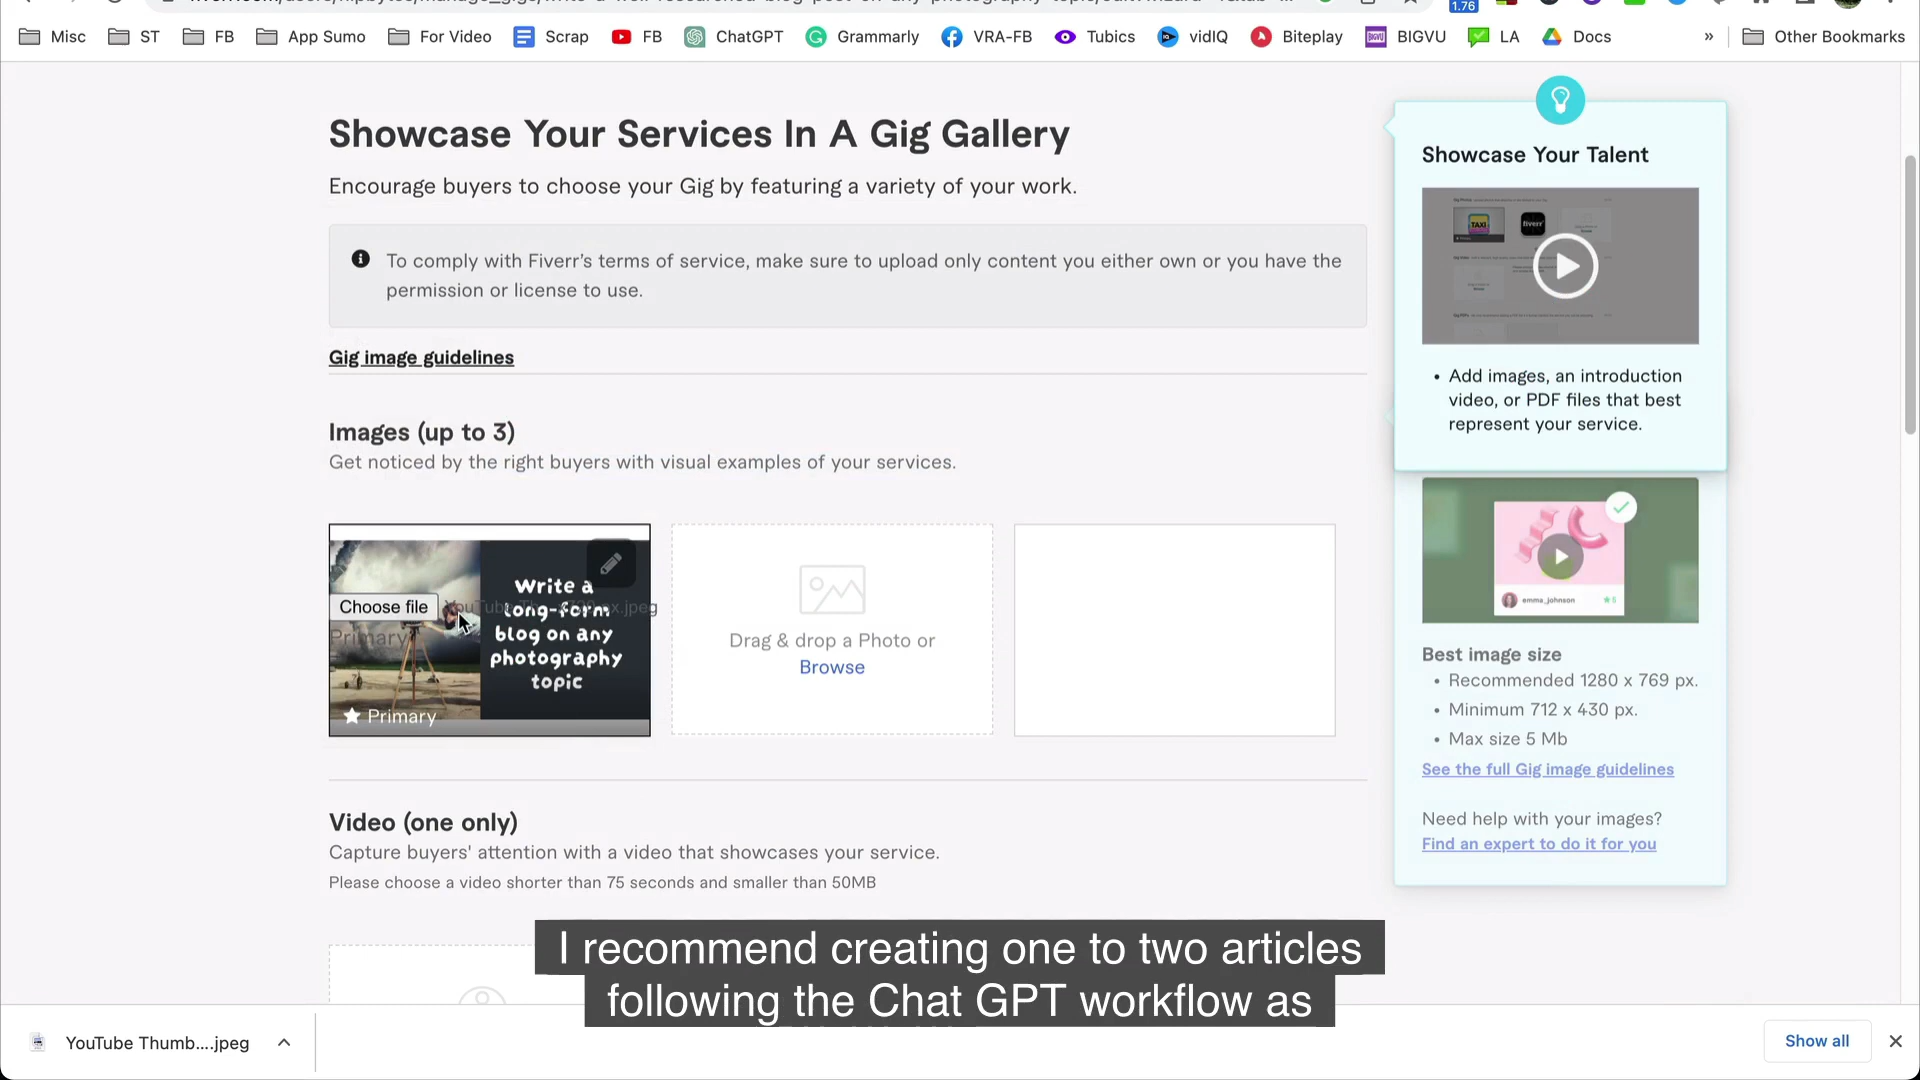 1.76
Misc
ST
FB
App Sumo
For Video
Scrap
FB
ChatGPT
Grammarly
VRA-FB
Tubics
vidIQ
Biteplay
BIGVU
LA
Docs
»
Other Bookmarks
Showcase Your Services In A Gig Gallery
Encourage buyers to choose your Gig by featuring a variety of your work.
To comply with Fiverr's terms of service, make sure to upload only content you either own or you have the
permission or license to use.
Gig image guidelines
Images (up to 3)
Get noticed by the right buyers with visual examples of your services.
Choose file
Primary
Write a
long-form
blog on any
photography
topic
Primary
Drag & drop a Photo or
Browse
Video (one only)
Capture buyers' attention with a video that showcases your service.
Please choose a video shorter than 75 seconds and smaller than 50MB
Showcase Your Talent
TAXI
fiverr
• Add images, an introduction
video, or PDF files that best
represent your service.
emma_johnson
★5
Best image size
• Recommended 1280 x 769 px.
• Minimum 712 x 430 px.
• Max size 5 Mb
See the full Gig image guidelines
Need help with your images?
Find an expert to do it for you
I recommend creating one to two articles
following the Chat GPT workflow as
YouTube Thumb....jpeg
Show all